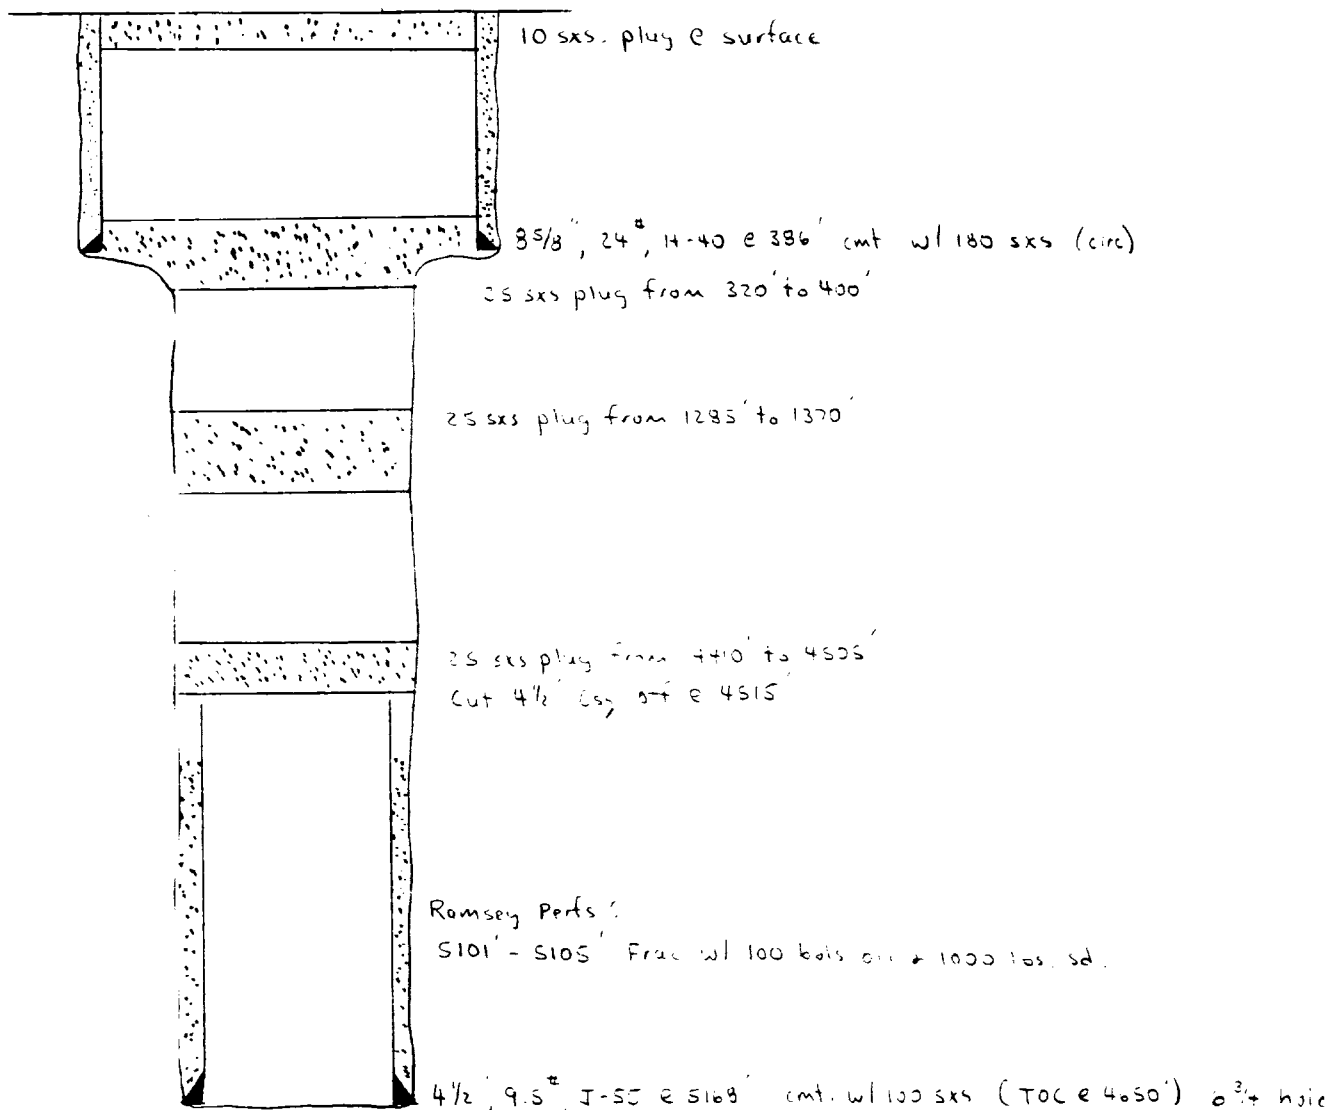 10 sxs. plug @ surface
8 5/8", 24#, H-40 @ 386' cmt w/ 180 sxs (circ)
25 sxs plug from 320' to 400'
25 sxs plug from 1285' to 1370'
25 sxs plug from 4410' to 4505'
Cut 4 1/2" Csg off @ 4515'
Ramsey Perfs:
5101' - 5105' Frac w/ 100 bbls oil & 1000 lbs. sd.
4 1/2", 9.5#, J-55 @ 5168' cmt. w/ 100 sxs (TOC @ 4650') 6 3/4 hole